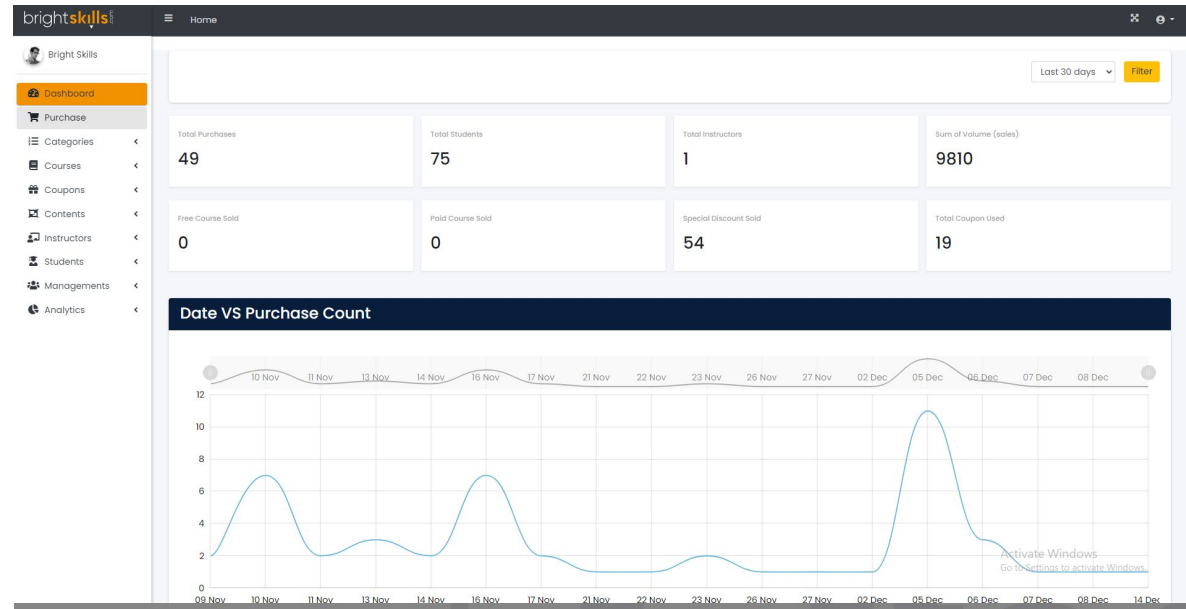 brightskills.com
Home
Bright Skills
Last 30 days
Filter
Dashboard
Purchase
Categories
Courses
Coupons
Contents
Instructors
Students
Managements
Analytics
Total Purchases
49
Total Students
75
Total Instructors
1
Sum of Volume (sales)
9810
Free Course Sold
0
Paid Course Sold
0
Special Discount Sold
54
Total Coupon Used
19
Date VS Purchase Count
10 Nov 11 Nov 13 Nov 14 Nov 16 Nov 17 Nov 21 Nov 22 Nov 23 Nov 26 Nov 27 Nov 02 Dec 05 Dec 06 Dec 07 Dec 08 Dec
12
10
8
6
4
2
0
09 Nov 10 Nov 11 Nov 13 Nov 14 Nov 16 Nov 17 Nov 21 Nov 22 Nov 23 Nov 26 Nov 27 Nov 02 Dec 05 Dec 06 Dec 07 Dec 08 Dec 14 Dec
Activate Windows
Go to Settings to activate Windows.